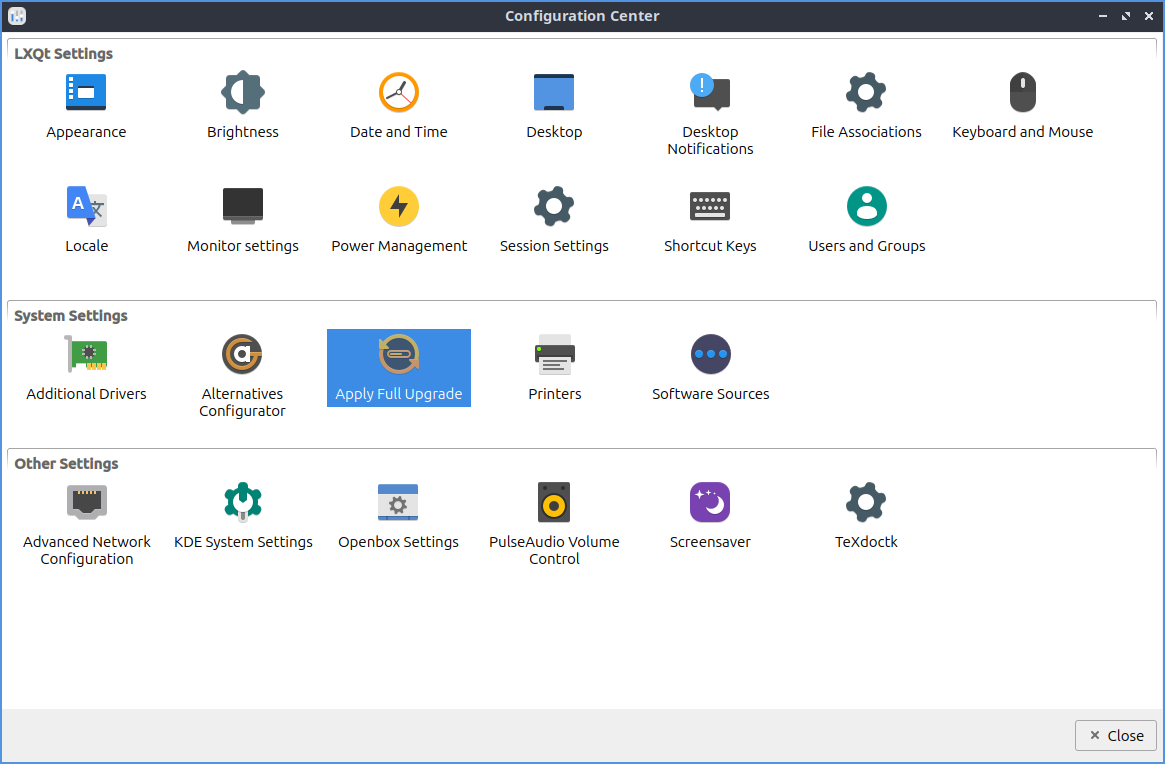 Configuration Center
LXQt Settings
Appearance
Brightness
Date and Time
Desktop
Desktop
Notifications
File Associations
Keyboard and Mouse
Locale
Monitor settings
Power Management
Session Settings
Shortcut Keys
Users and Groups
System Settings
Additional Drivers
Alternatives
Configurator
Apply Full Upgrade
Printers
Software Sources
Other Settings
Advanced Network
Configuration
KDE System Settings
Openbox Settings
PulseAudio Volume
Control
Screensaver
TeXdoctk
Close